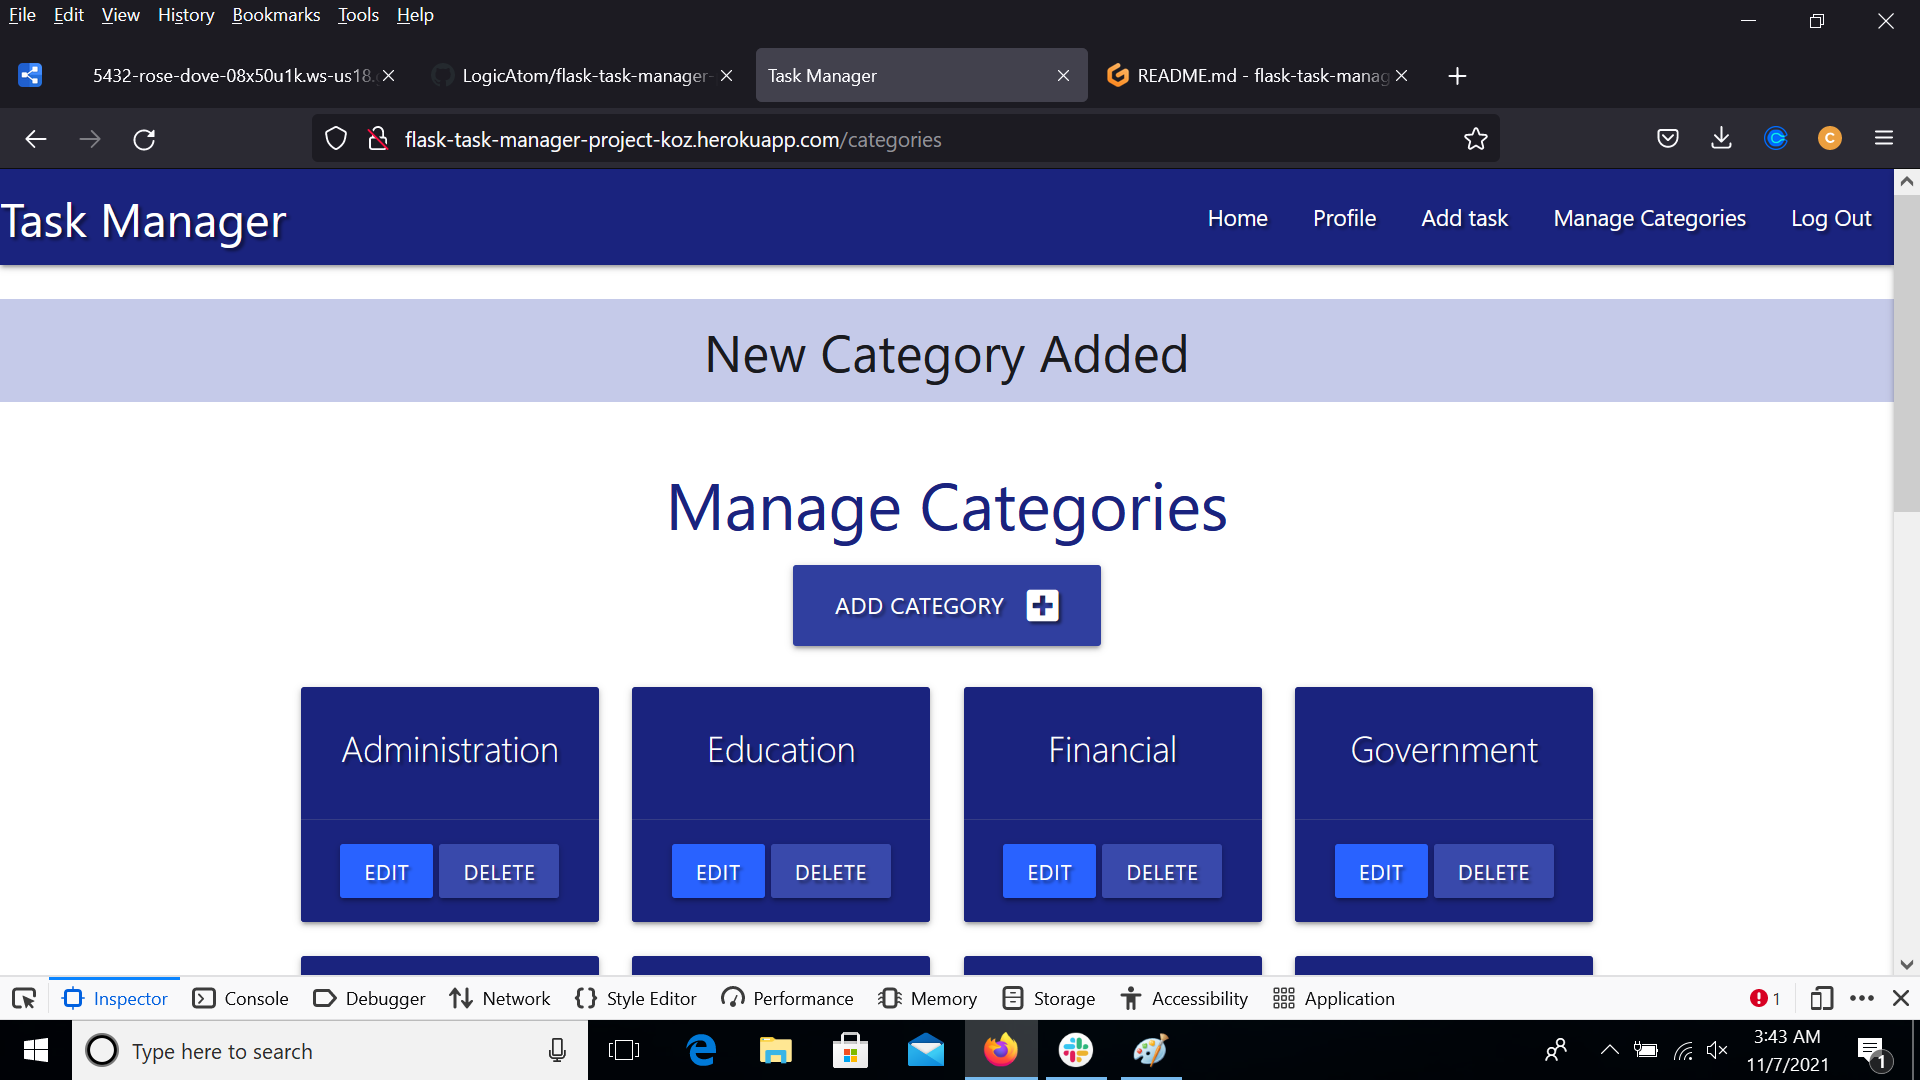 File Edit View History Bookmarks Tools Help
5432-rose-dove-08x50u1k.ws-us18. LogicAtom/flask-task-manager- Task Manager README.md - flask-task-manag
flask-task-manager-project-koz.herokuapp.com/categories
C
Task Manager Home Profile Add task Manage Categories Log Out
New Category Added
Manage Categories
ADD CATEGORY
Administration Education Financial Government
EDIT DELETE EDIT DELETE EDIT DELETE EDIT DELETE
Inspector Console Debugger Network Style Editor Performance Memory Storage Accessibility Application 1
Type here to search 3:43 AM
11/7/2021 1